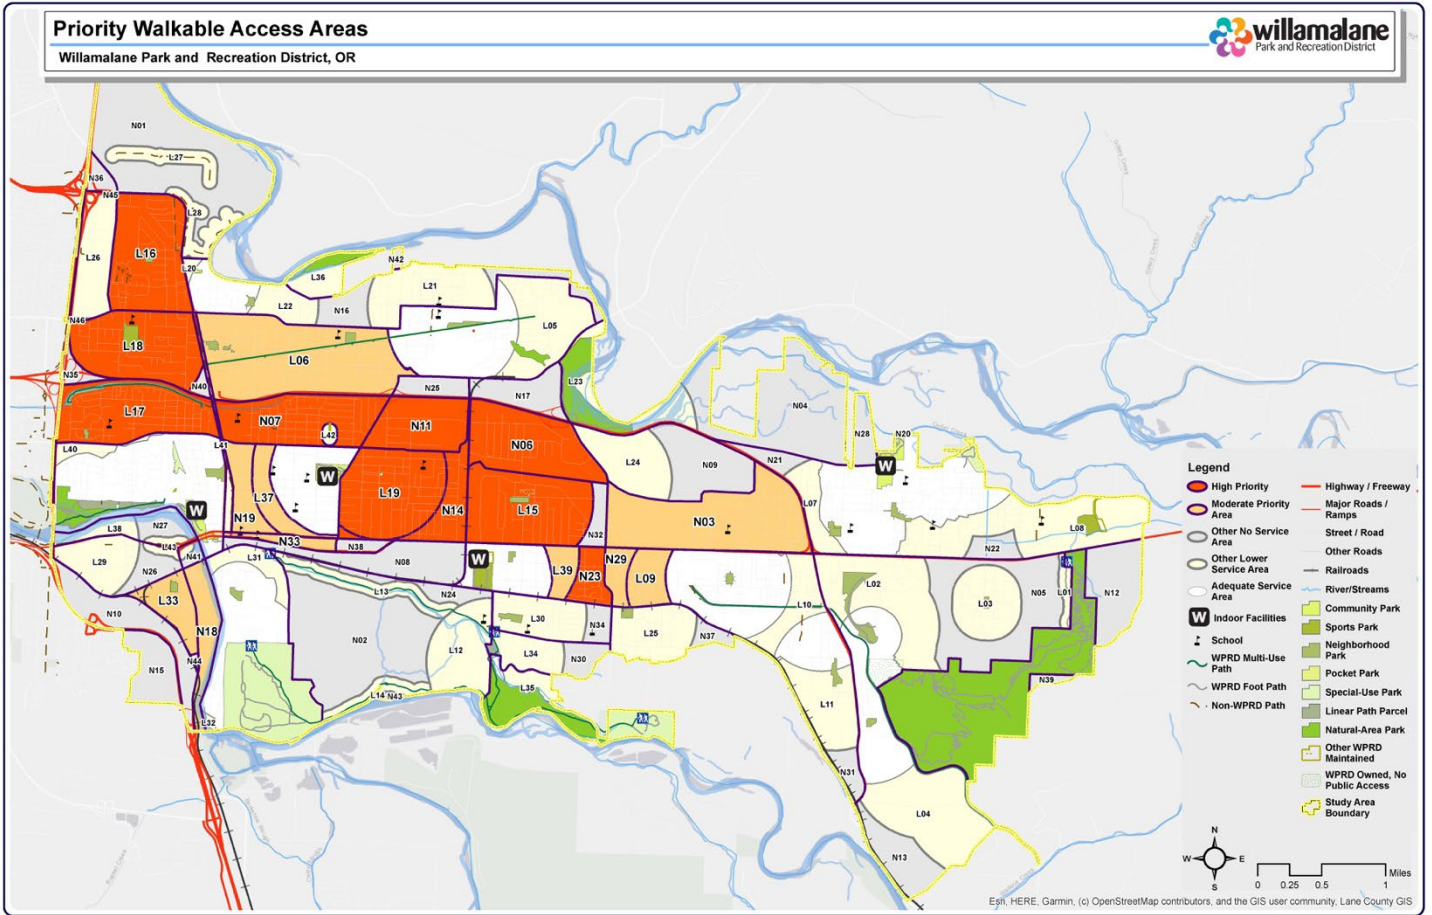 Priority Walkable Access Areas
Willamalane Park and Recreation District, OR
willamalane
Park and Recreation District
N01
L27
N36
N45
L28
L16
L26
L20
N42
L36
L21
L22
N16
N46
L05
L18
L06
N35
N40
N25
L23
N17
L17
N07
N11
L42
N04
N06
L41
L40
N28
N20
L24
N09
N21
W
W
L37
L19
N14
L15
L07
W
N19
N03
L38
N27
L08
N32
N33
N38
L43
N41
L31
N22
L29
N08
W
L39
N29
N26
N23
L09
L02
L13
N24
L33
L10
L03
N05
L01
N12
N10
L30
N34
L25
N37
N18
N02
L12
L34
N30
N44
N15
N39
L14
N43
L35
L32
L11
N31
L04
N13
Legend
High Priority
Moderate Priority
Area
Other No Service
Area
Other Lower
Service Area
Adequate Service
Area
W Indoor Facilities
School
WPRD Multi-Use
Path
WPRD Foot Path
Non-WPRD Path
Highway / Freeway
Major Roads /
Ramps
Street / Road
Other Roads
Railroads
River/Streams
Community Park
Sports Park
Neighborhood
Park
Pocket Park
Special-Use Park
Linear Path Parcel
Natural-Area Park
Other WPRD
Maintained
WPRD Owned, No
Public Access
Study Area
Boundary
N
W E
S
Miles
0 0.25 0.5 1
Esri, HERE, Garmin, (c) OpenStreetMap contributors, and the GIS user community, Lane County GIS